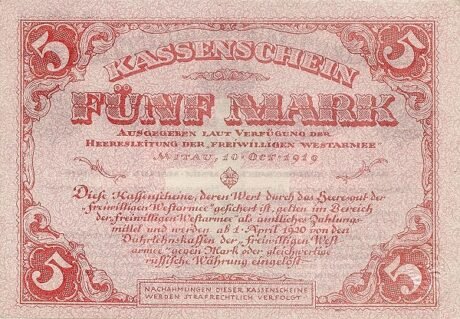 5 5
KASSENSCHEIN
FÜNF MARK
AUSGEGEBEN LAUT VERFÜGUNG DER
HEERESLEITUNG DER „FREIWILLIGEN WESTARMEE“
MITAU, 10·OCT·1919
Diese Kassenscheine, deren Wert durch das Heeresgut der
„freiwilligen Westarmee“ gesichert ist, gelten im Bereich
der „freiwilligen Westarmee“ als amtliches Zahlungs-
mittel und werden ab 1·April 1920 von den
Darlehnskassen der „freiwilligen West
armee“ gegen Mark oder gleichwertige
russische Währung eingelöst
5 5
NACHAHMUNGEN DIESER KASSENSCHEINE
WERDEN STRAFRECHTLICH VERFOLGT·